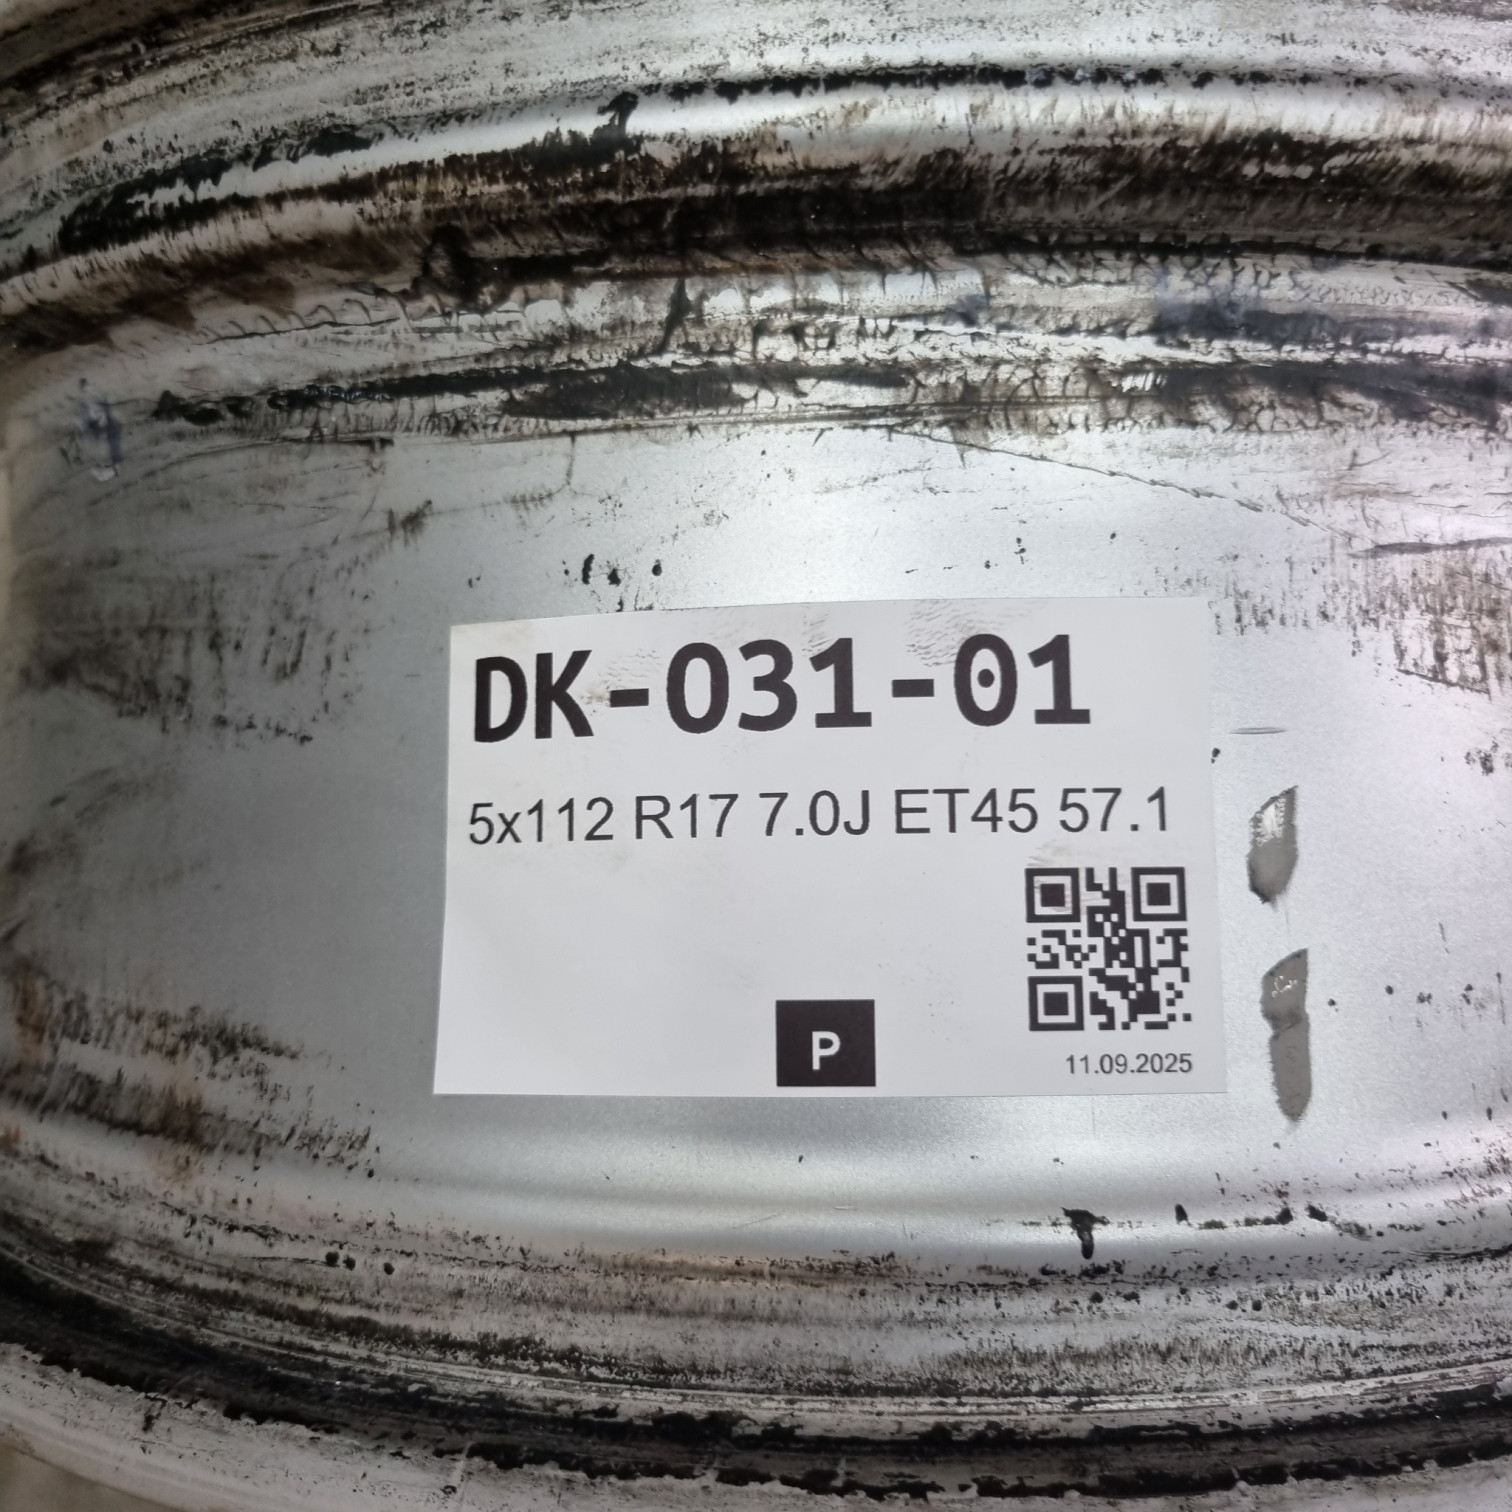 DK-031-01
5x112 R17 7.0J ET45 57.1
P
11.09.2025